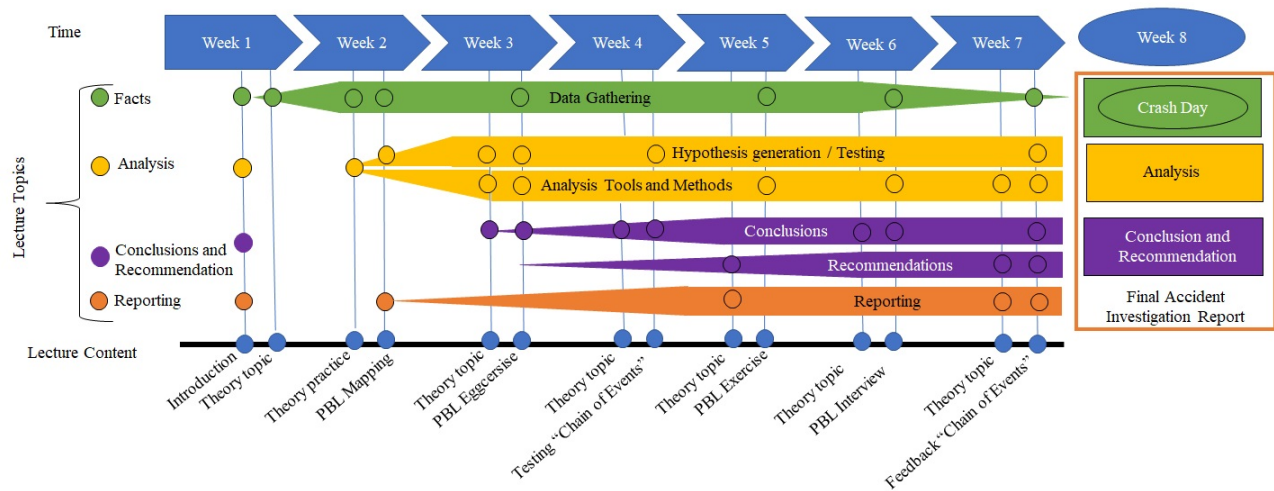 Time
Week 1
Week 2
Week 3
Week 4
Week 5
Week 6
Week 7
Week 8
Lecture Topics
Facts
Data Gathering
Crash Day
Analysis
Hypothesis generation / Testing
Analysis Tools and Methods
Analysis
Conclusions and
Recommendation
Conclusions
Recommendations
Conclusion and
Recommendation
Reporting
Reporting
Final Accident
Investigation Report
Lecture Content
Introduction
Theory topic
Theory practice
PBL Mapping
Theory topic
PBL Eggcersise
Theory topic
Testing “Chain of Events”
Theory topic
PBL Exercise
Theory topic
PBL Interview
Theory topic
Feedback “Chain of Events”